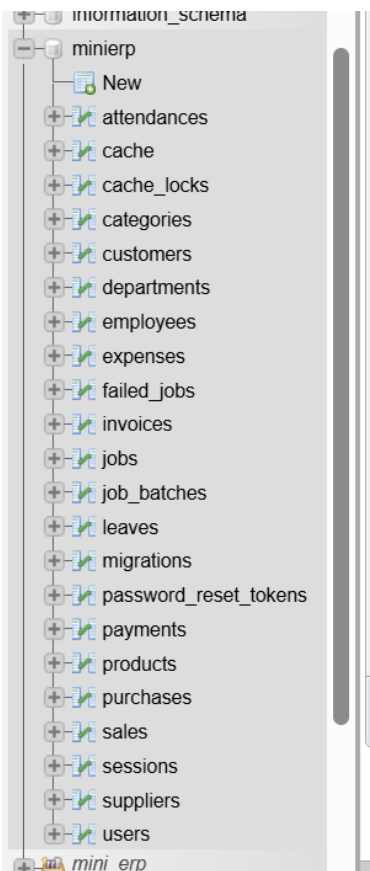 information_schema
minierp
New
attendances
cache
cache_locks
categories
customers
departments
employees
expenses
failed_jobs
invoices
jobs
job_batches
leaves
migrations
password_reset_tokens
payments
products
purchases
sales
sessions
suppliers
users
mini_erp